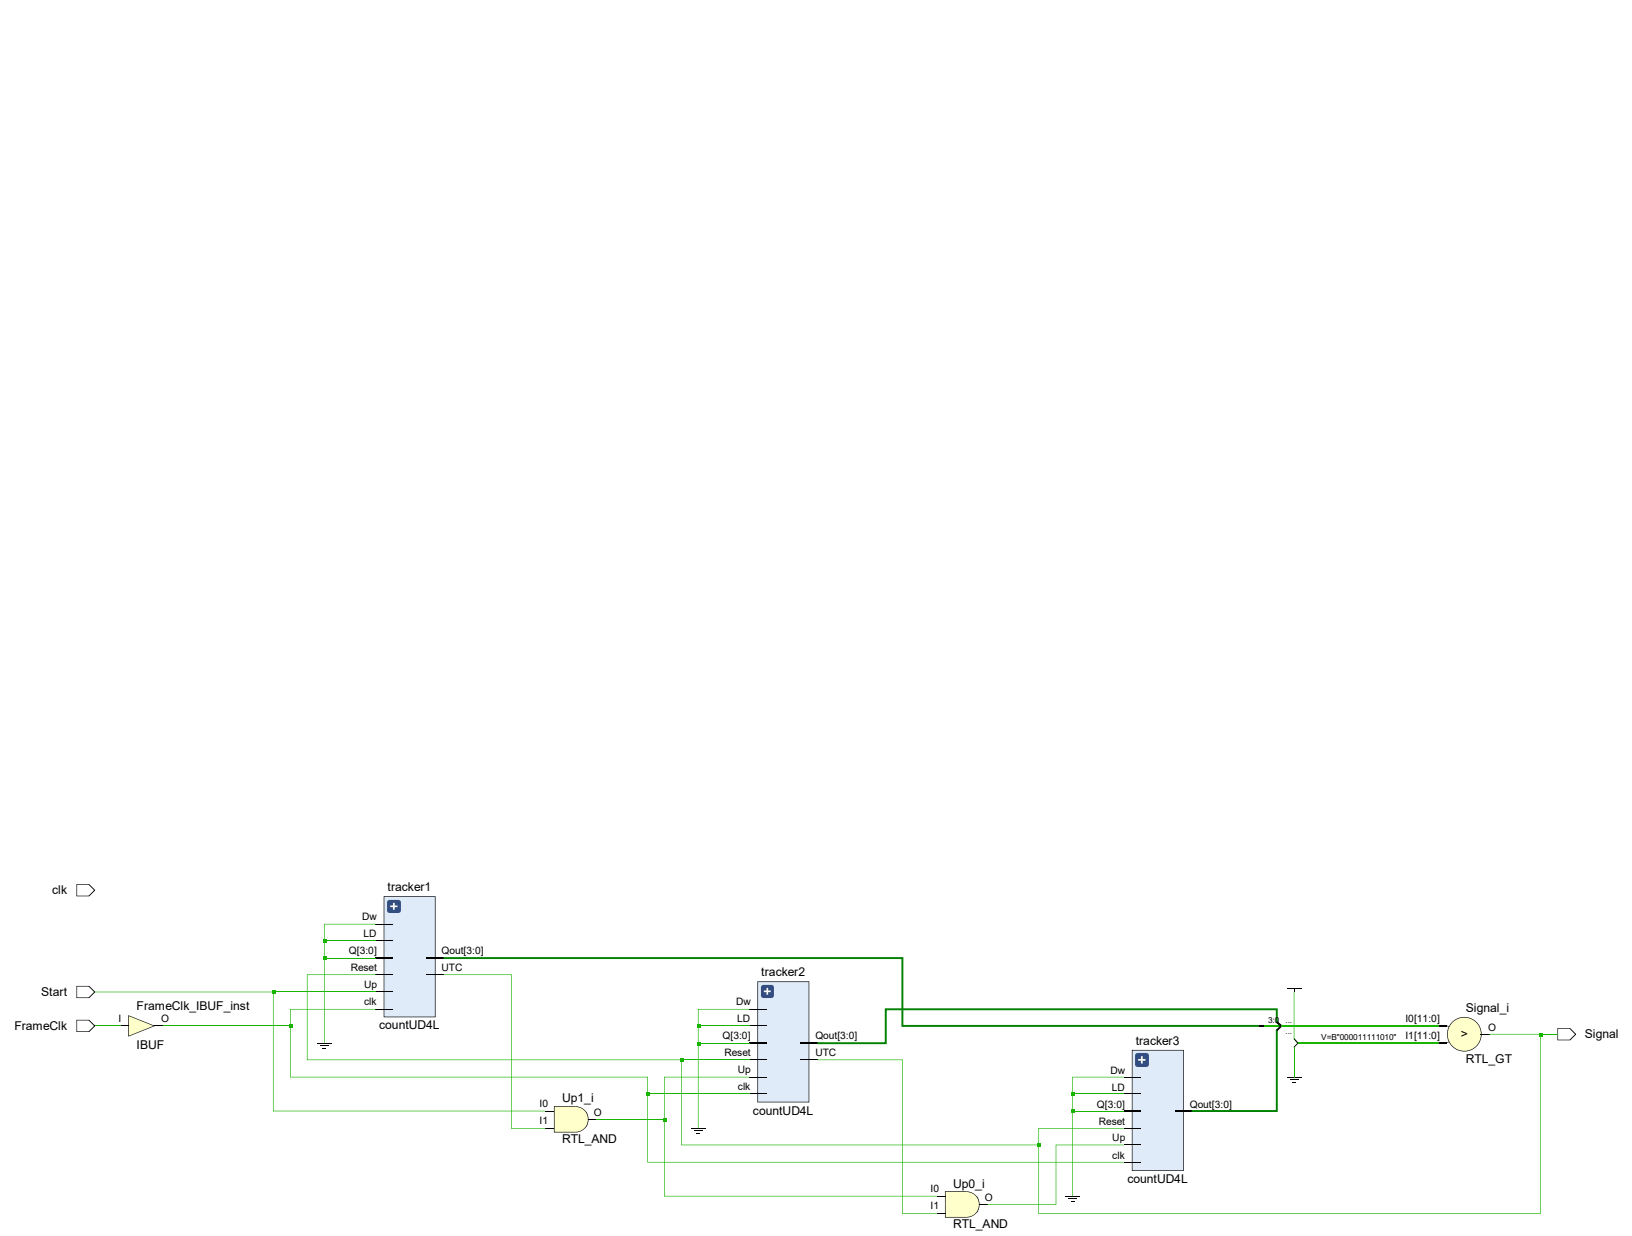 clk
tracker1
Dw
LD
Q[3:0]
Reset
Up
clk
Qout[3:0]
UTC
countUD4L
Start
FrameClk
I
O
FrameClk_IBUF_inst
IBUF
tracker2
Dw
LD
Q[3:0]
Reset
Up
clk
Qout[3:0]
UTC
countUD4L
Up1_i
I0
I1
O
RTL_AND
tracker3
Dw
LD
Q[3:0]
Reset
Up
clk
Qout[3:0]
countUD4L
Up0_i
I0
I1
O
RTL_AND
3:0
...
...
V=B"000011111010"
Signal_i
I0[11:0]
I1[11:0]
>
O
RTL_GT
Signal